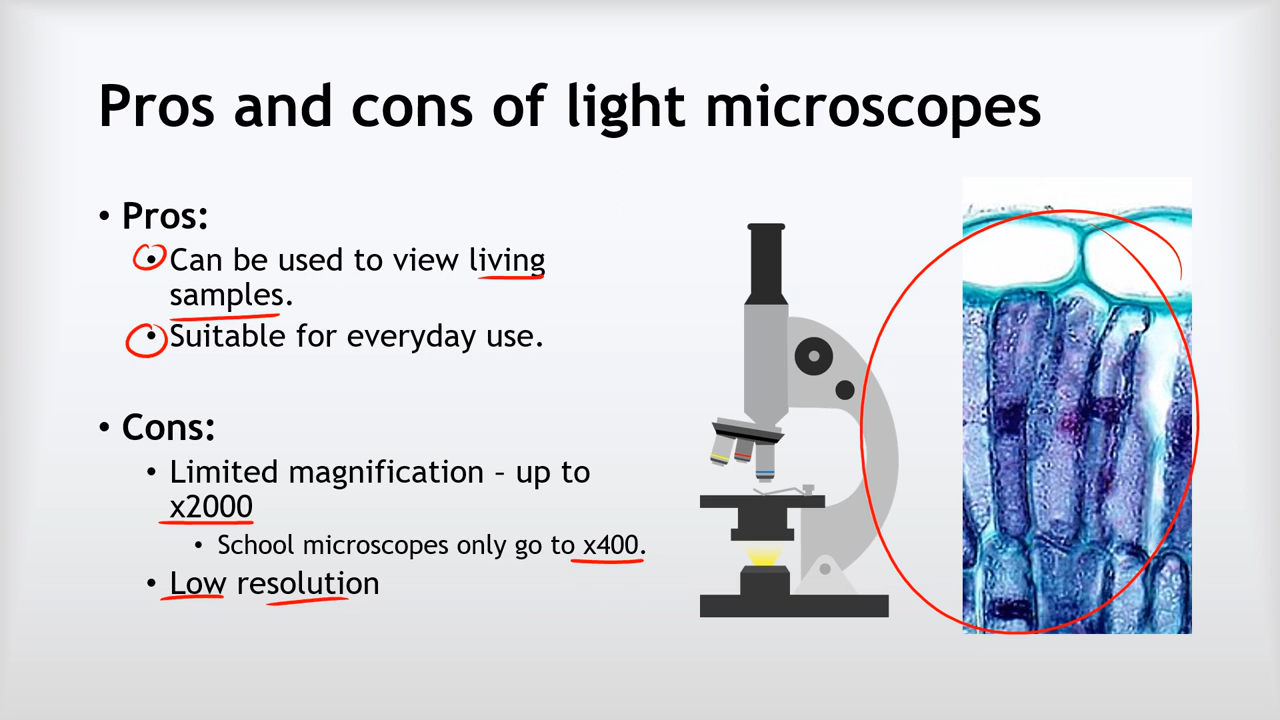 Pros and cons of light microscopes
• Pros:
• Can be used to view living
samples.
• Suitable for everyday use.
• Cons:
• Limited magnification – up to
x2000
• School microscopes only go to x400.
• Low resolution